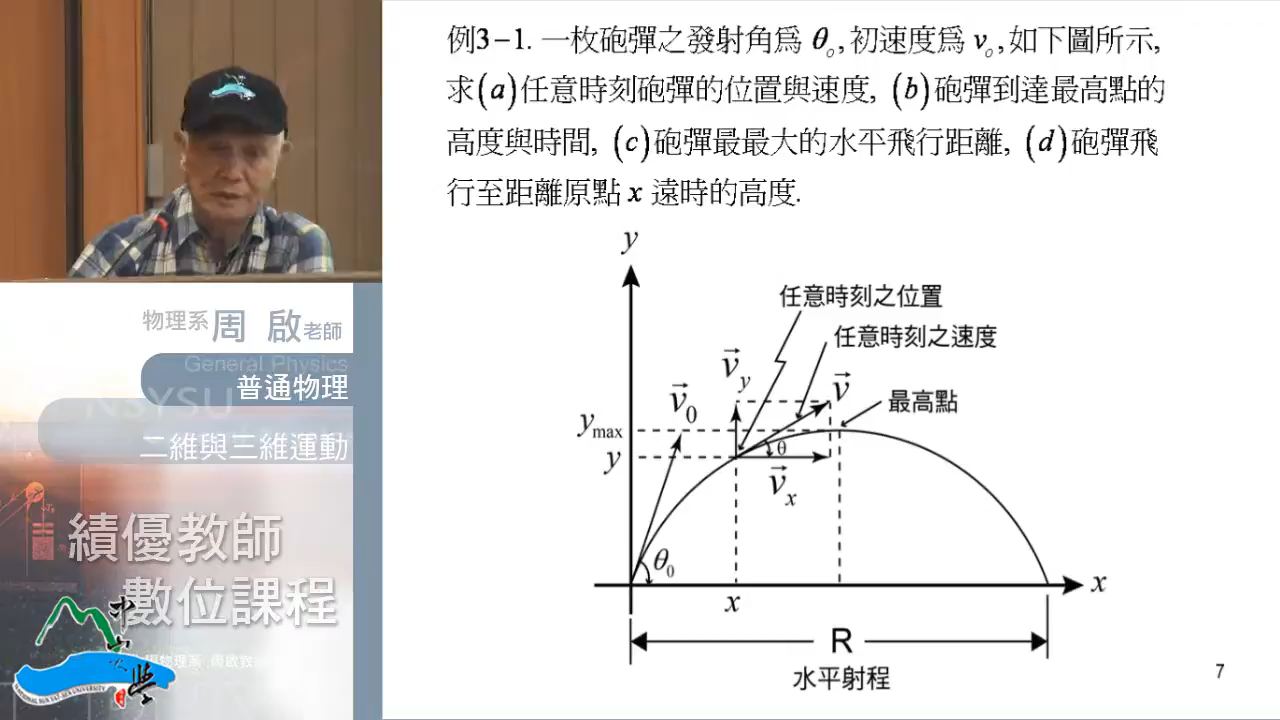 例3-1. 一枚砲彈之發射角為 θ₀, 初速度為 v₀, 如下圖所示,
求(a)任意時刻砲彈的位置與速度, (b)砲彈到達最高點的
高度與時間, (c)砲彈最最大的水平飛行距離, (d)砲彈飛
行至距離原點 x 遠時的高度.
y
任意時刻之位置
任意時刻之速度
v⃗y
v⃗
v⃗0
最高點
ymax
y
θ
v⃗x
θ0
x
x
R
水平射程
7
物理系 周 啟 老師
General Physics
普通物理
NSYSU
二維與三維運動
績優教師
數位課程
中山大學